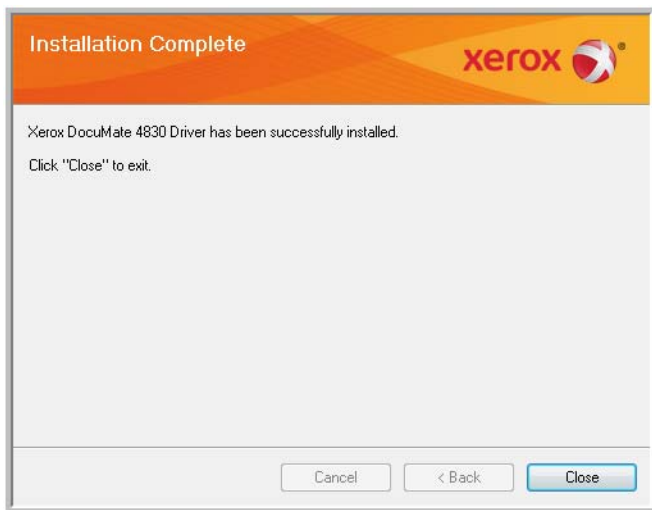 Installation Complete
xerox
Xerox DocuMate 4830 Driver has been successfully installed.
Click "Close" to exit.
Cancel
< Back
Close